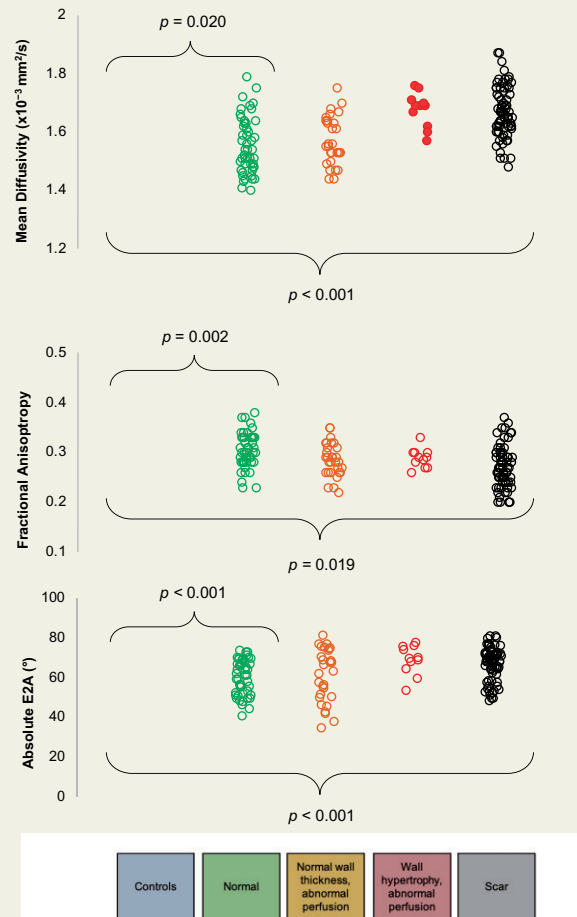 2
p = 0.020
1.8
1.6
1.4
1.2
Mean Diffusivity (x10⁻³ mm²/s)
p < 0.001
0.5
p = 0.002
0.4
0.3
0.2
0.1
Fractional Anisoptropy
p = 0.019
100
p < 0.001
80
60
40
20
0
Absolute E2A (°)
p < 0.001
Controls
Normal
Normal wall
thickness,
abnormal
perfusion
Wall
hypertrophy,
abnormal
perfusion
Scar